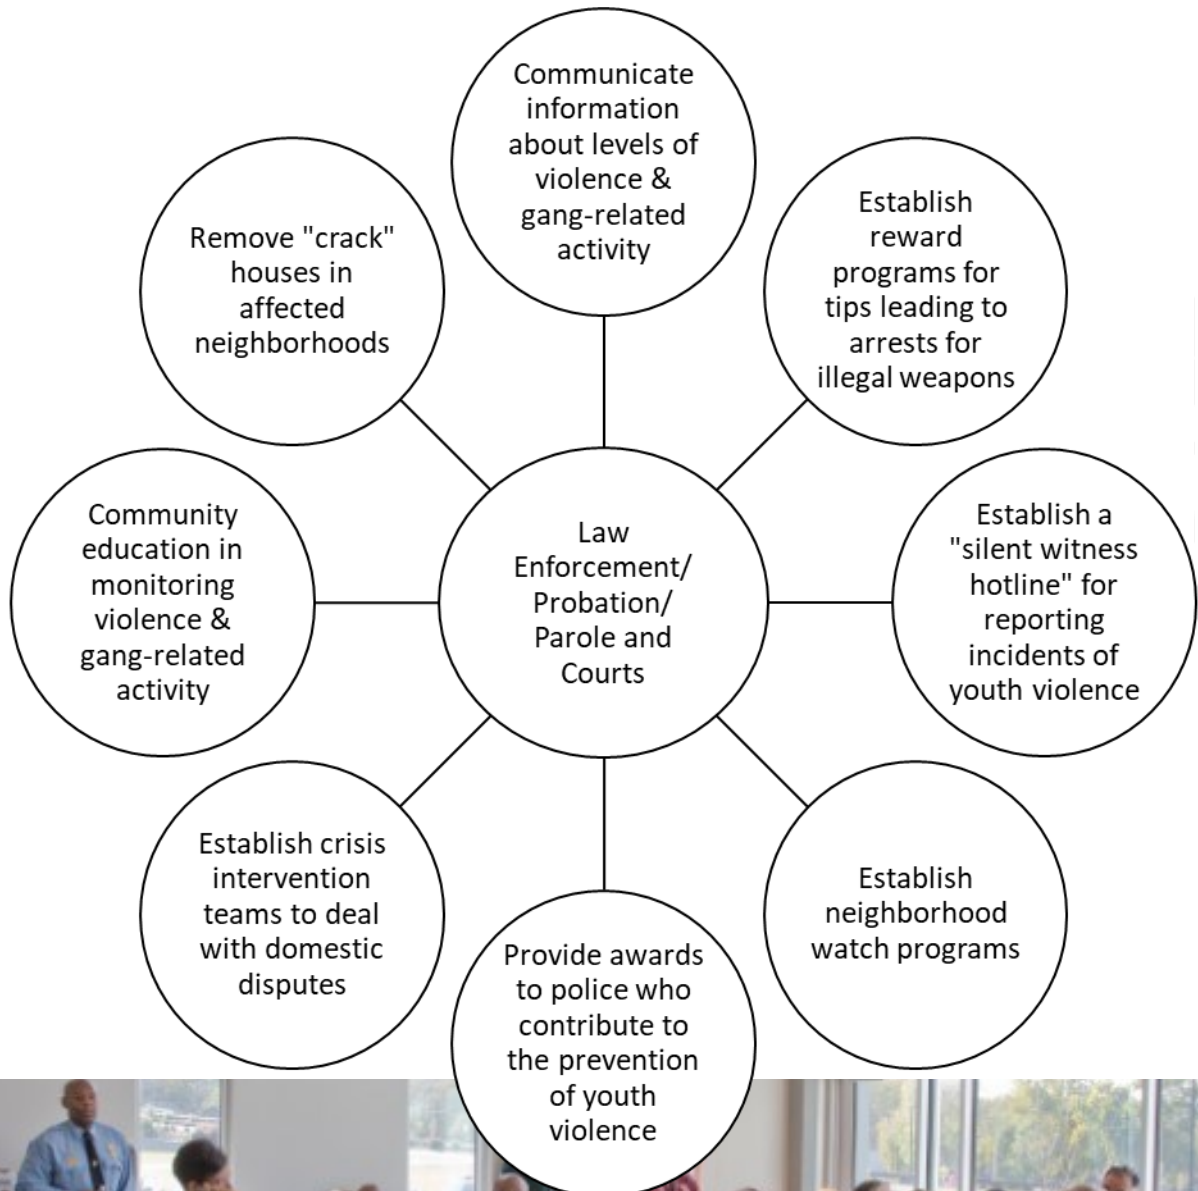 Communicate
information
about levels of
violence &
gang-related
activity
Establish
reward
programs for
tips leading to
arrests for
illegal weapons
Establish a
"silent witness
hotline" for
reporting
incidents of
youth violence
Establish
neighborhood
watch programs
Provide awards
to police who
contribute to
the prevention
of youth
violence
Establish crisis
intervention
teams to deal
with domestic
disputes
Community
education in
monitoring
violence &
gang-related
activity
Remove "crack"
houses in
affected
neighborhoods
Law
Enforcement/
Probation/
Parole and
Courts